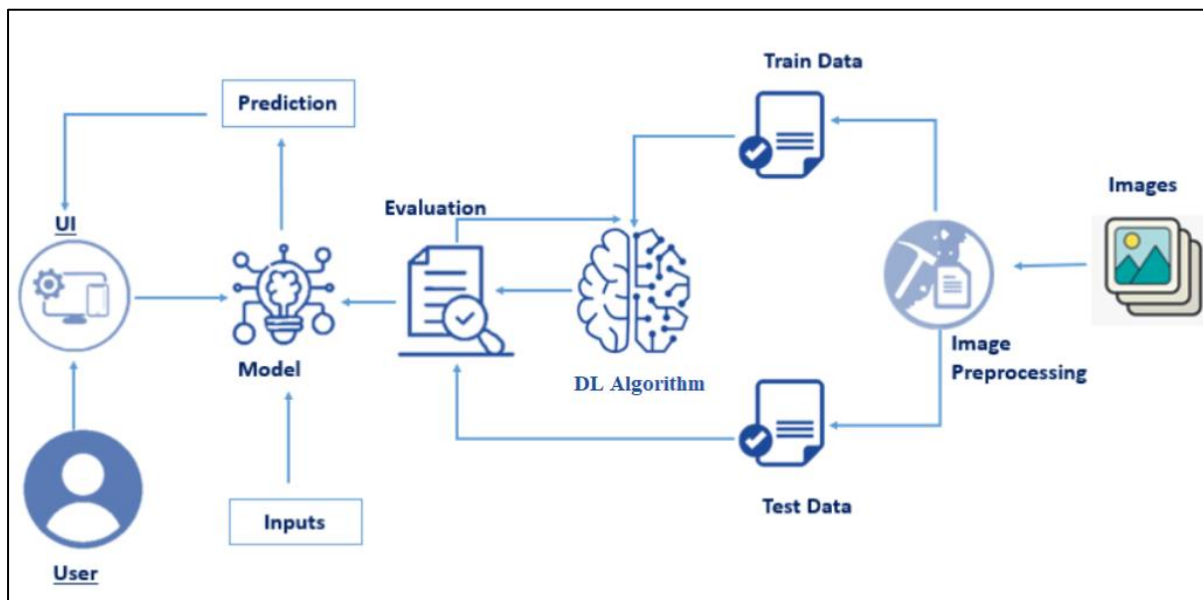 Train Data
Prediction
Images
Evaluation
UI
Model
Image
Preprocessing
DL Algorithm
Inputs
Test Data
User